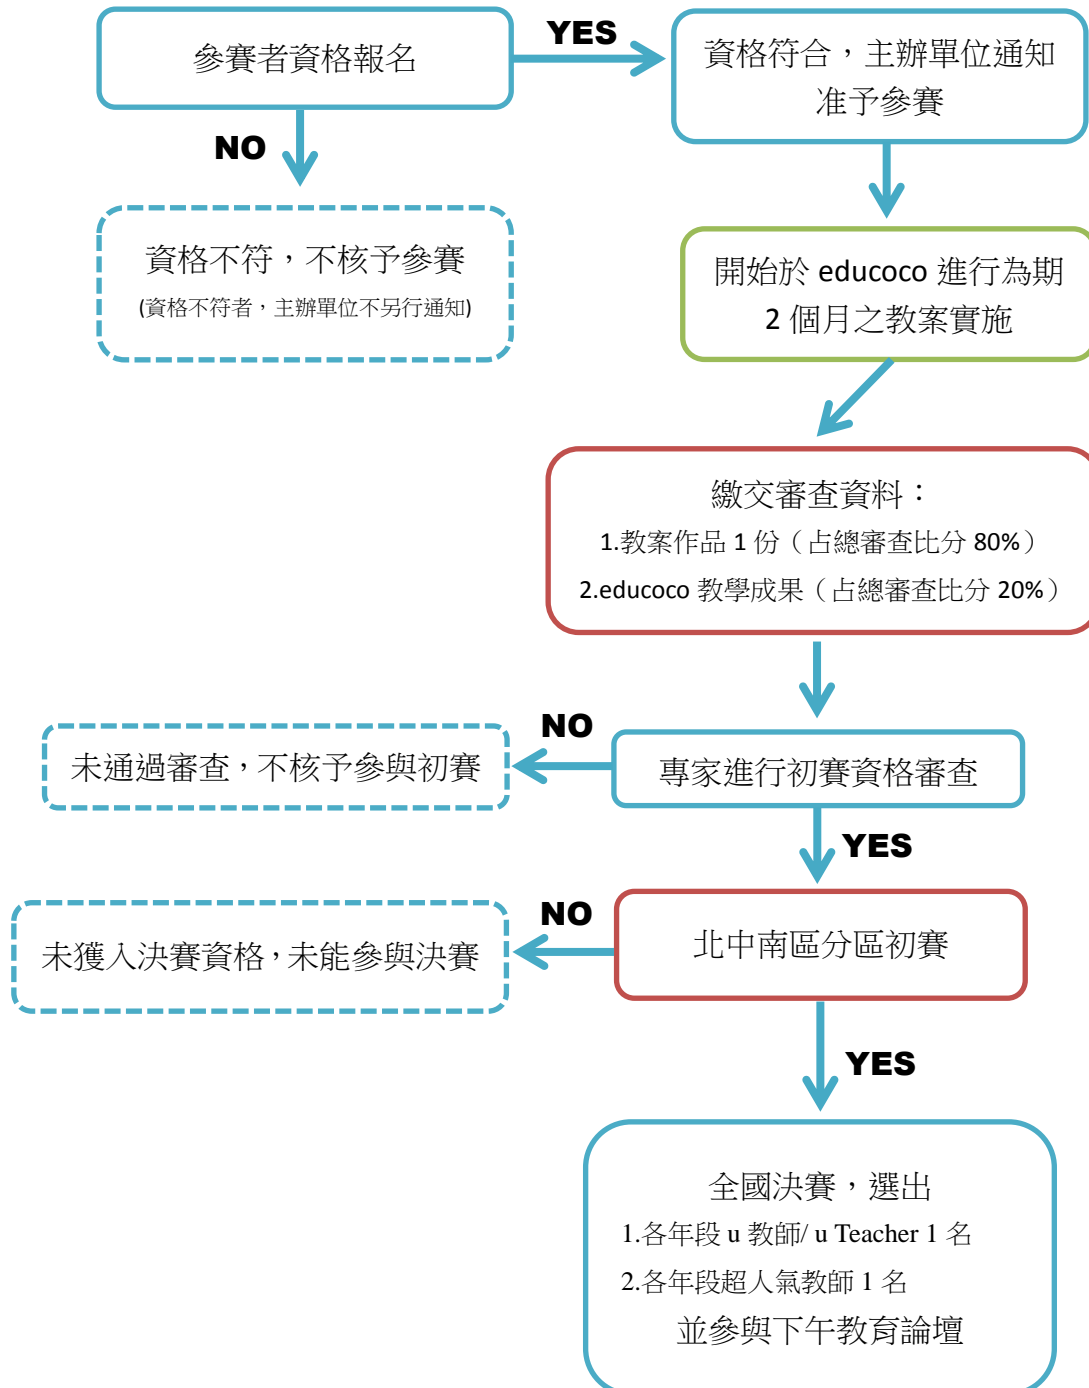 參賽者資格報名
YES
資格符合，主辦單位通知
准予參賽
NO
資格不符，不核予參賽
(資格不符者，主辦單位不另行通知)
開始於 educoco 進行為期
2 個月之教案實施
繳交審查資料：
1.教案作品 1 份（占總審查比分 80%）
2.educoco 教學成果（占總審查比分 20%）
NO
未通過審查，不核予參與初賽
專家進行初賽資格審查
YES
NO
未獲入決賽資格，未能參與決賽
北中南區分區初賽
YES
全國決賽，選出
1.各年段 u 教師/ u Teacher 1 名
2.各年段超人氣教師 1 名
並參與下午教育論壇